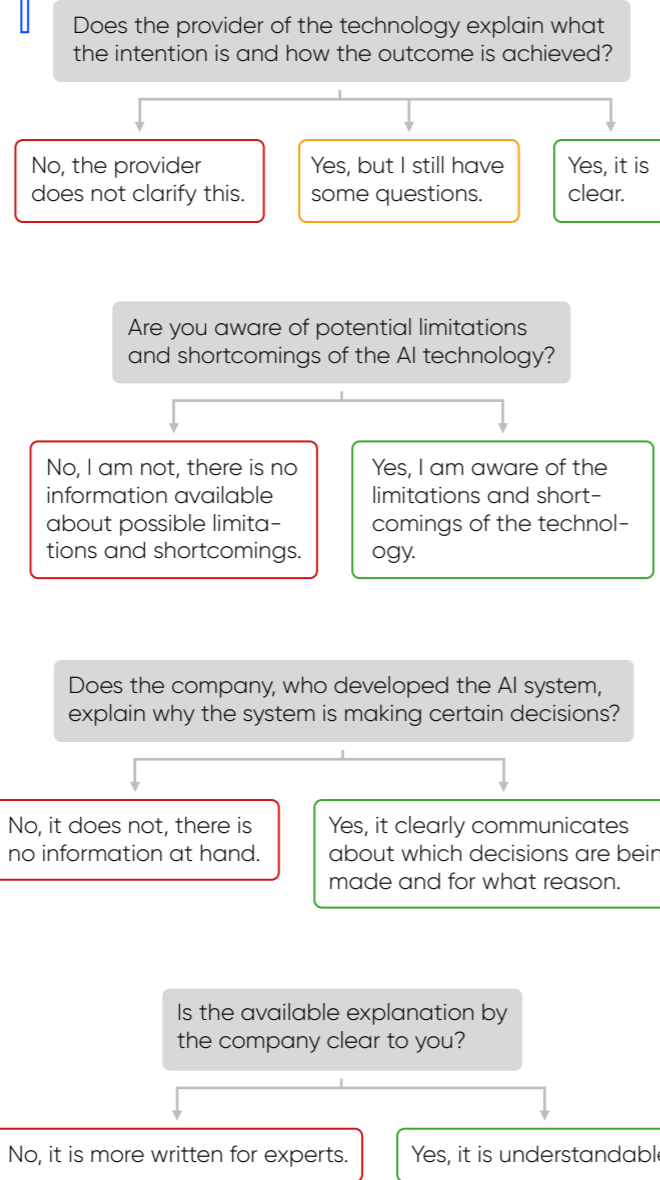 Does the provider of the technology explain what
the intention is and how the outcome is achieved?
No, the provider
does not clarify this.
Yes, but I still have
some questions.
Yes, it is
clear.
Are you aware of potential limitations
and shortcomings of the AI technology?
No, I am not, there is no
information available
about possible limita-
tions and shortcomings.
Yes, I am aware of the
limitations and short-
comings of the technol-
ogy.
Does the company, who developed the AI system,
explain why the system is making certain decisions?
No, it does not, there is
no information at hand.
Yes, it clearly communicates
about which decisions are bein
made and for what reason.
Is the available explanation by
the company clear to you?
No, it is more written for experts.
Yes, it is understandable